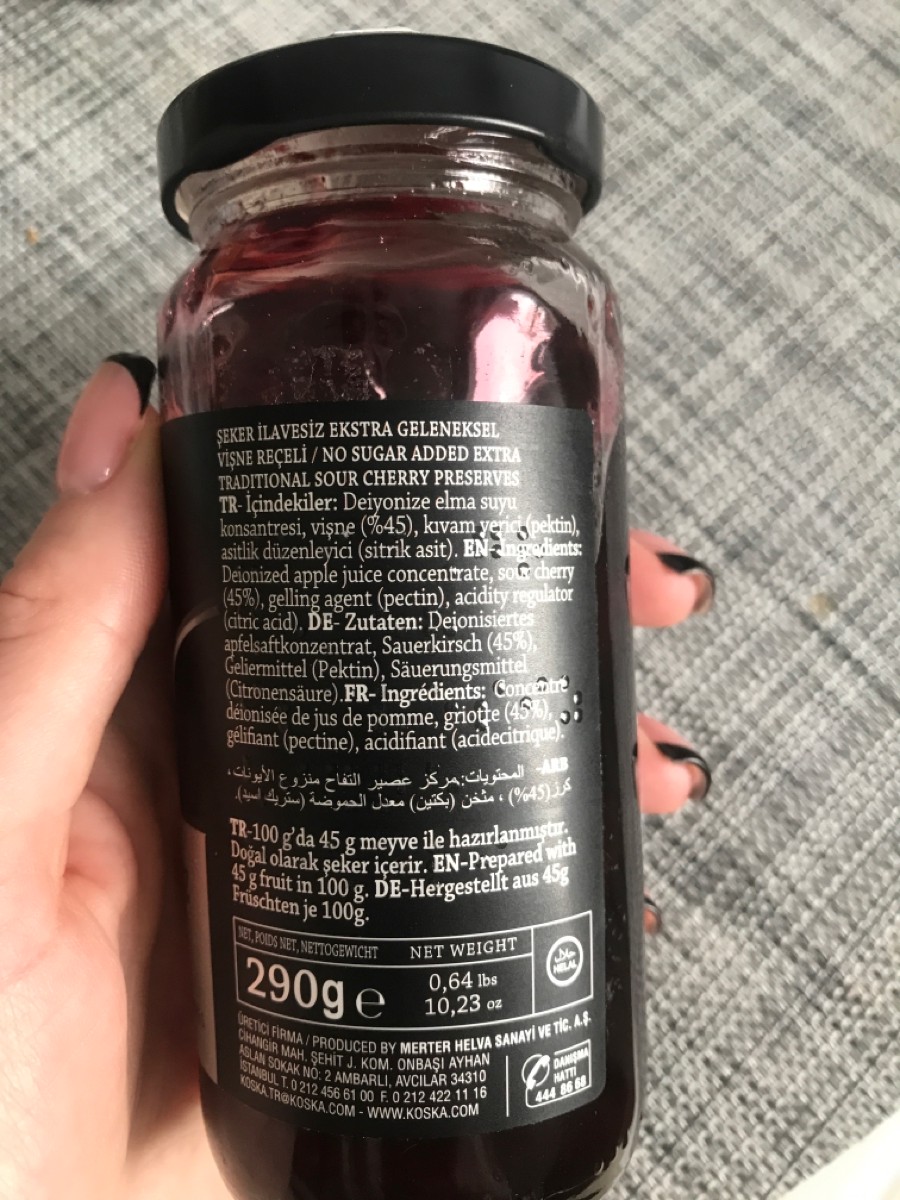 ŞEKER İLAVESİZ EKSTRA GELENEKSEL
VİŞNE REÇELİ / NO SUGAR ADDED EXTRA
TRADITIONAL SOUR CHERRY PRESERVES
TR- İçindekiler: Deiyonize elma suyu
konsantresi, vişne (%45), kıvam verici (pektin),
asitlik düzenleyici (sitrik asit). EN- Ingredients:
Deionized apple juice concentrate, sour cherry
(45%), gelling agent (pectin), acidity regulator
(citric acid). DE- Zutaten: Deionisiertes
apfelsaftkonzentrat, Sauerkirsch (45%),
Geliermittel (Pektin), Säuerungsmittel
(Citronensäure).FR- Ingrédients: Concentré
déionisée de jus de pomme, griotte (45%),
gélifiant (pectine), acidifiant (acidecitrique).
ARB- المحتويات:مركز عصير التفاح منزوع الأيونات،
كرز(45%) ، مثخن (بكتين) معدل الحموضة (ستريك اسيد).
TR-100 g'da 45 g meyve ile hazırlanmıştır.
Doğal olarak şeker içerir. EN-Prepared with
45 g fruit in 100 g. DE-Hergestellt aus 45g
Früschten je 100g.
NET, POIDS NET, NETTOGEWICHT
290g e
NET WEIGHT
0,64 lbs
10,23 oz
حلال
HELAL
ÜRETİCİ FİRMA / PRODUCED BY MERTER HELVA SANAYİ VE TİC. A.Ş.
CİHANGİR MAH. ŞEHİT J. KOM. ONBAŞI AYHAN
ASLAN SOKAK NO: 2 AMBARLI, AVCILAR 34310
İSTANBUL T. 0 212 456 61 00 F. 0 212 422 11 16
KOSKA.TR@KOSKA.COM - WWW.KOSKA.COM
DANIŞMA
HATTI
444 86 68